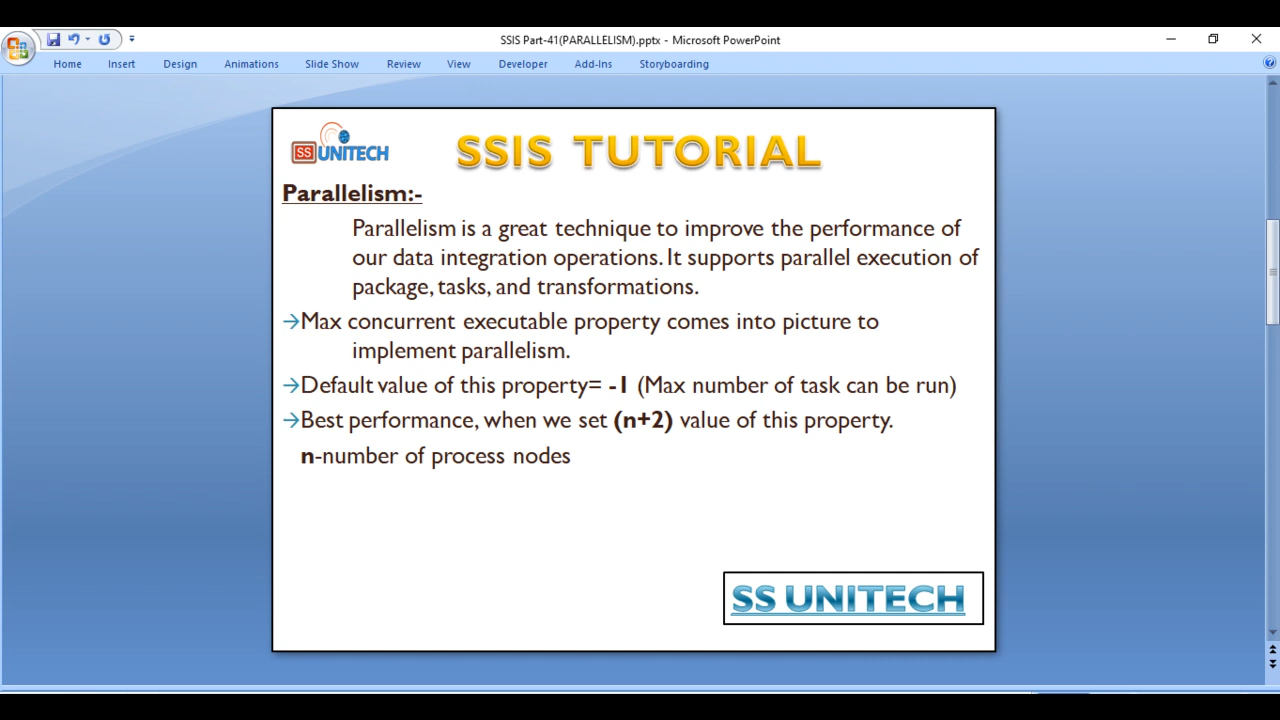 SSIS Part-41(PARALLELISM).pptx - Microsoft PowerPoint
Home Insert Design Animations Slide Show Review View Developer Add-Ins Storyboarding
SS UNITECH
SSIS TUTORIAL
Parallelism:-
Parallelism is a great technique to improve the performance of
our data integration operations. It supports parallel execution of
package, tasks, and transformations.
→Max concurrent executable property comes into picture to
implement parallelism.
→Default value of this property= -1 (Max number of task can be run)
→Best performance, when we set (n+2) value of this property.
n-number of process nodes
SS UNITECH